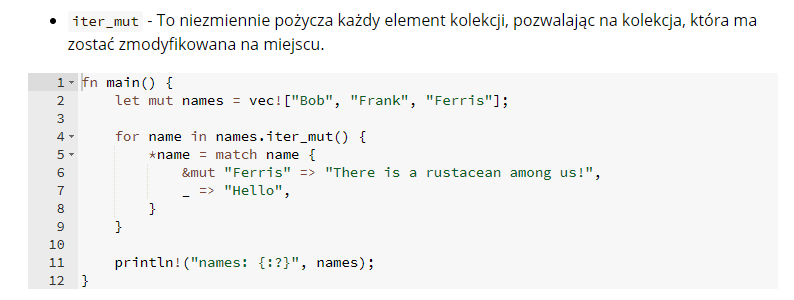 • iter_mut - To niezmiennie pożycza każdy element kolekcji, pozwalając na kolekcja, która ma
zostać zmodyfikowana na miejscu.
1 fn main() {
2     let mut names = vec!["Bob", "Frank", "Ferris"];
3
4     for name in names.iter_mut() {
5         *name = match name {
6             &mut "Ferris" => "There is a rustacean among us!",
7             _ => "Hello",
8         }
9     }
10
11     println!("names: {:?}", names);
12 }